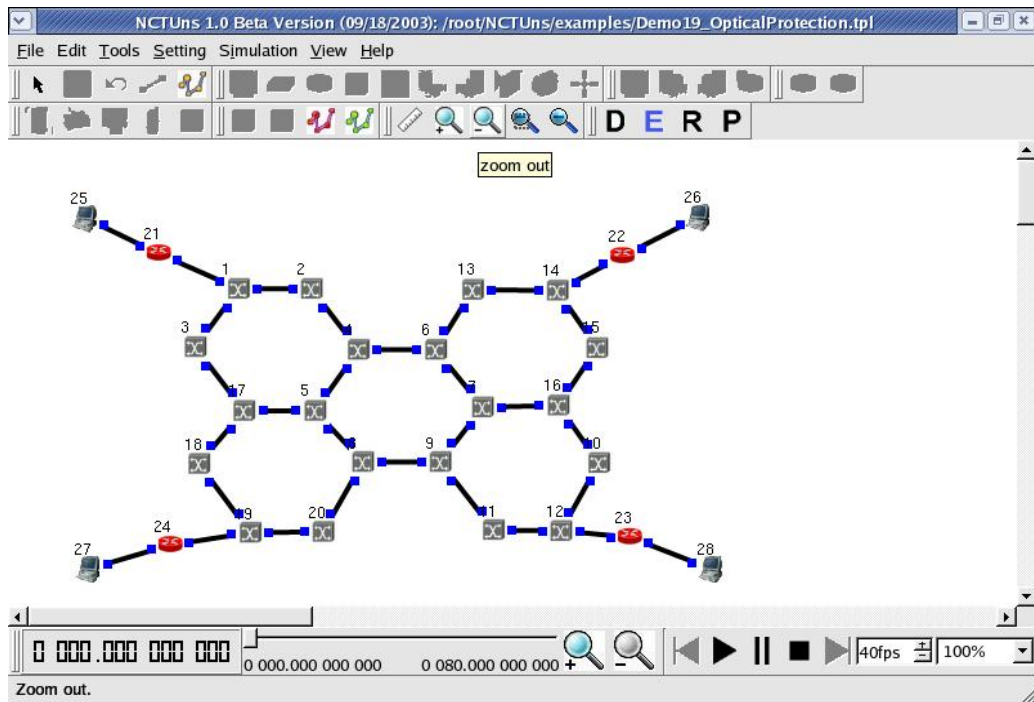 NCTUns 1.0 Beta Version (09/18/2003): /root/NCTUns/examples/Demo19_OpticalProtection.tpl
File Edit Tools Setting Simulation View Help
D E R P
zoom out
25
26
21
22
1 2 13 14
3 6 15
17 5 7 16
18 9 10
24 19 20 11 12 23
27 28
0 000.000 000 000
0 000.000 000 000 0 080.000 000 000
40fps 100%
Zoom out.